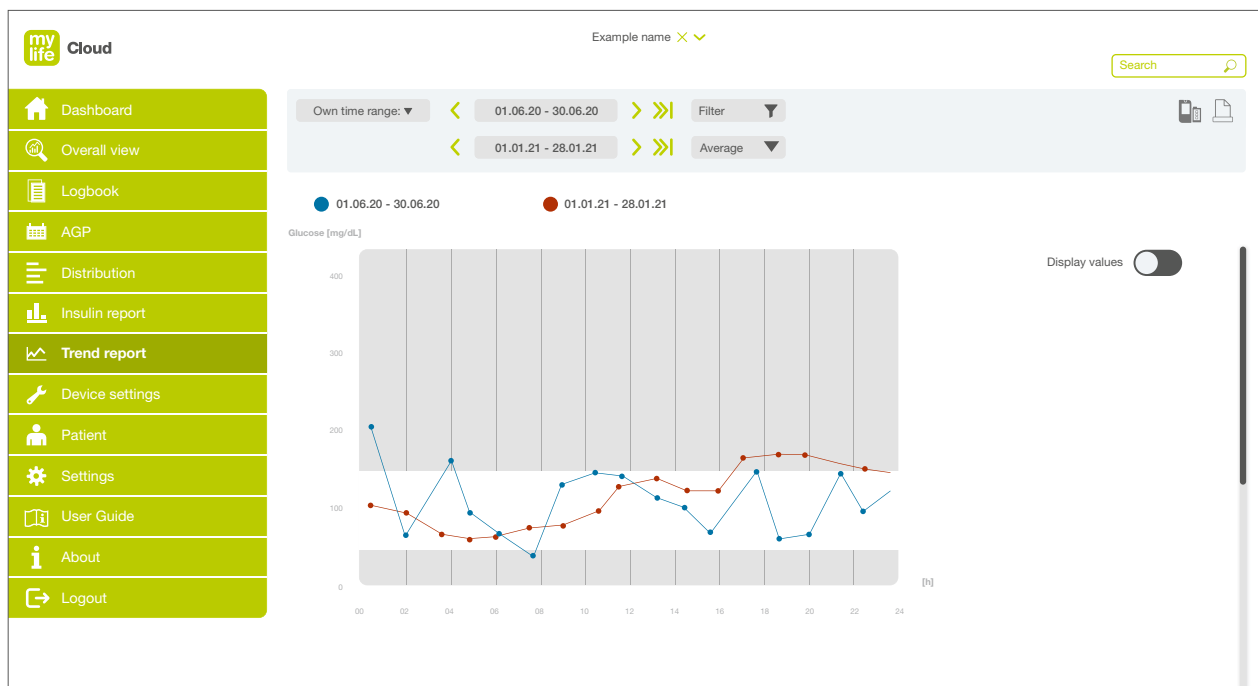 my
life
Cloud
Example name
Search
Dashboard
Overall view
Logbook
AGP
Distribution
Insulin report
Trend report
Device settings
Patient
Settings
User Guide
About
Logout
Own time range:
01.06.20 - 30.06.20
Filter
01.01.21 - 28.01.21
Average
01.06.20 - 30.06.20
01.01.21 - 28.01.21
Glucose [mg/dL]
Display values
400
300
200
100
0
[h]
00 02 04 06 08 10 12 14 16 18 20 22 24